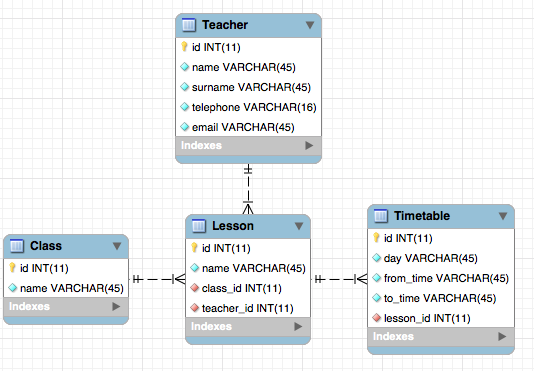 Teacher
id INT(11)
name VARCHAR(45)
surname VARCHAR(45)
telephone VARCHAR(16)
email VARCHAR(45)
Indexes
Class
id INT(11)
name VARCHAR(45)
Indexes
Lesson
id INT(11)
name VARCHAR(45)
class_id INT(11)
teacher_id INT(11)
Indexes
Timetable
id INT(11)
day VARCHAR(45)
from_time VARCHAR(45)
to_time VARCHAR(45)
lesson_id INT(11)
Indexes